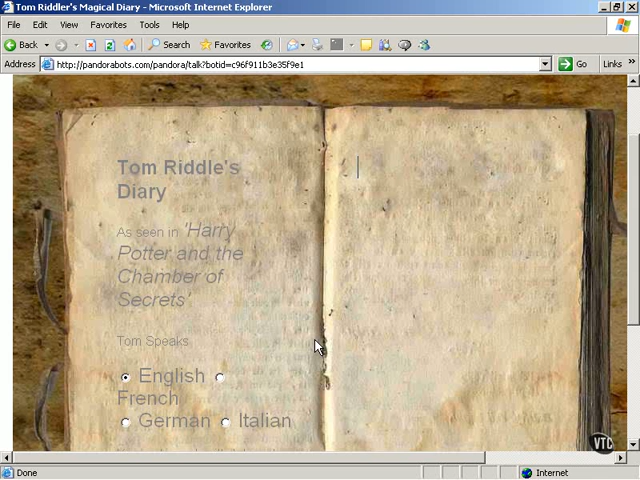 Tom Riddler's Magical Diary - Microsoft Internet Explorer
File Edit View Favorites Tools Help
Back Search Favorites
Address http://pandorabots.com/pandora/talk?botid=c96f911b3e35f9e1 Go Links
Tom Riddle's
Diary
As seen in 'Harry
Potter and the
Chamber of
Secrets'
Tom Speaks
English
French
German Italian
VTC
Done Internet